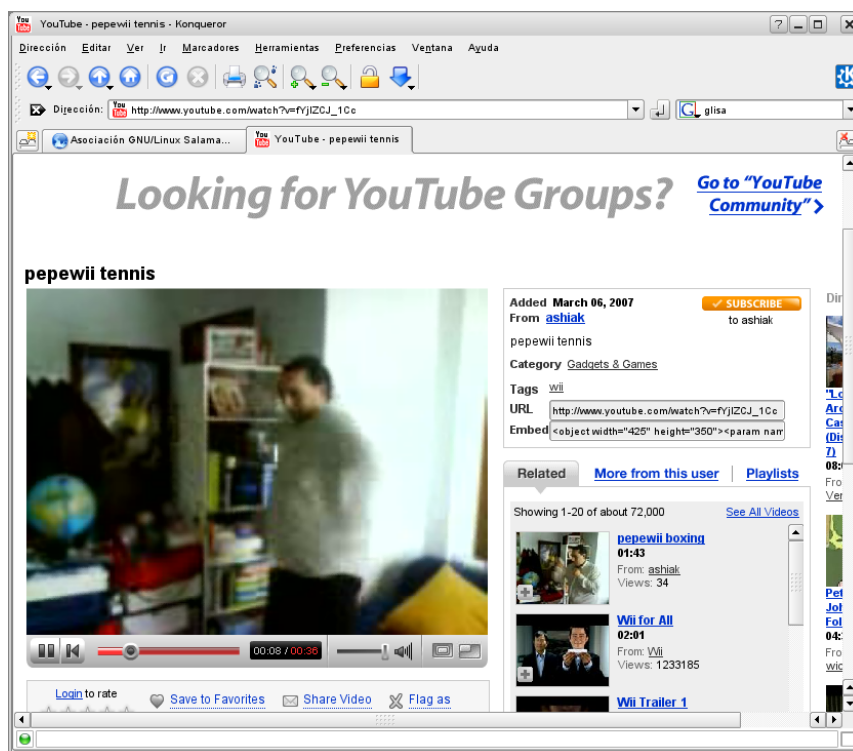 YouTube - pepewii tennis - Konqueror
Dirección Editar Ver Ir Marcadores Herramientas Preferencias Ventana Ayuda
Dirección: http://www.youtube.com/watch?v=fYjlZCJ_1Cc glisa
Asociación GNU/Linux Salama... YouTube - pepewii tennis
Looking for YouTube Groups?
Go to “YouTube
Community” >
pepewii tennis
Added March 06, 2007
SUBSCRIBE
From ashiak
to ashiak
pepewii tennis
Category Gadgets & Games
Tags wii
URL http://www.youtube.com/watch?v=fYjlZCJ_1Cc
Embed <object width="425" height="350"><param nam
Related More from this user Playlists
Showing 1-20 of about 72,000 See All Videos
pepewii boxing
01:43
From: ashiak
Views: 34
Wii for All
02:01
From: Wii
Views: 1233185
Wii Trailer 1
00:08 / 00:36
Login to rate Save to Favorites Share Video Flag as